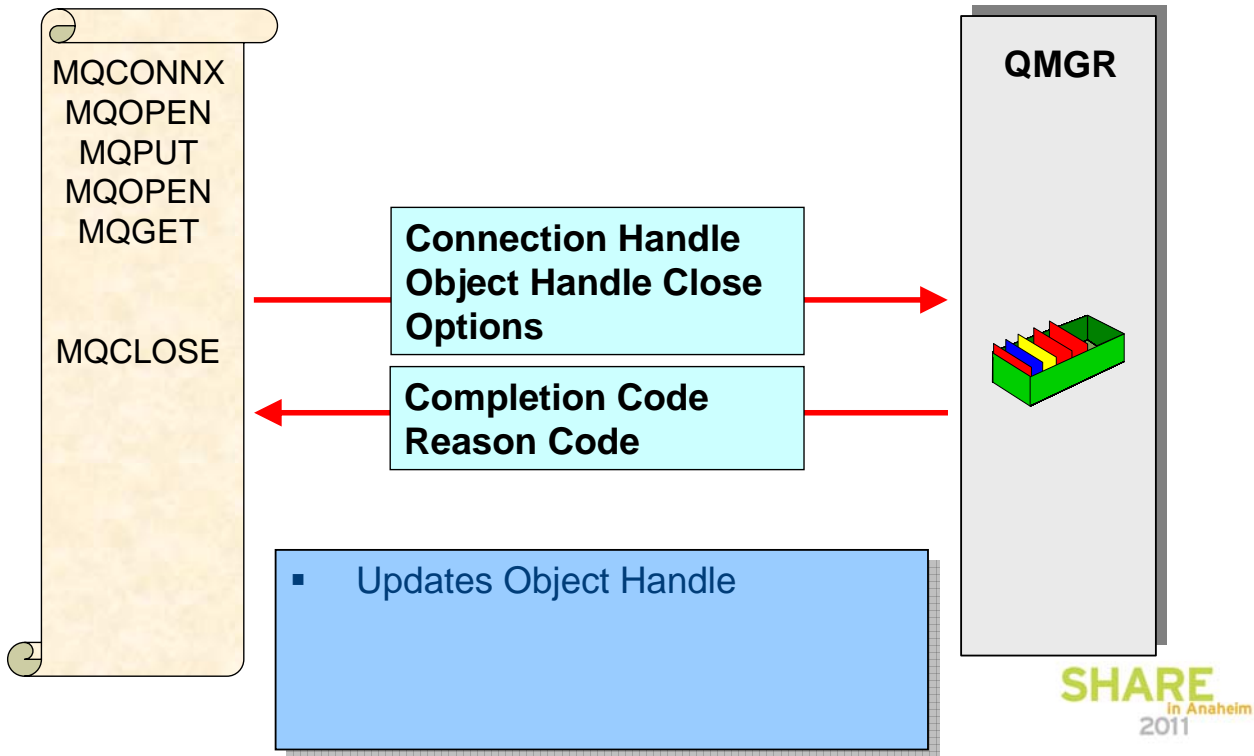 MQCONNX
MQOPEN
MQPUT
MQOPEN
MQGET
MQCLOSE
Connection Handle
Object Handle Close
Options
Completion Code
Reason Code
QMGR
▪ Updates Object Handle
SHARE
in Anaheim
2011